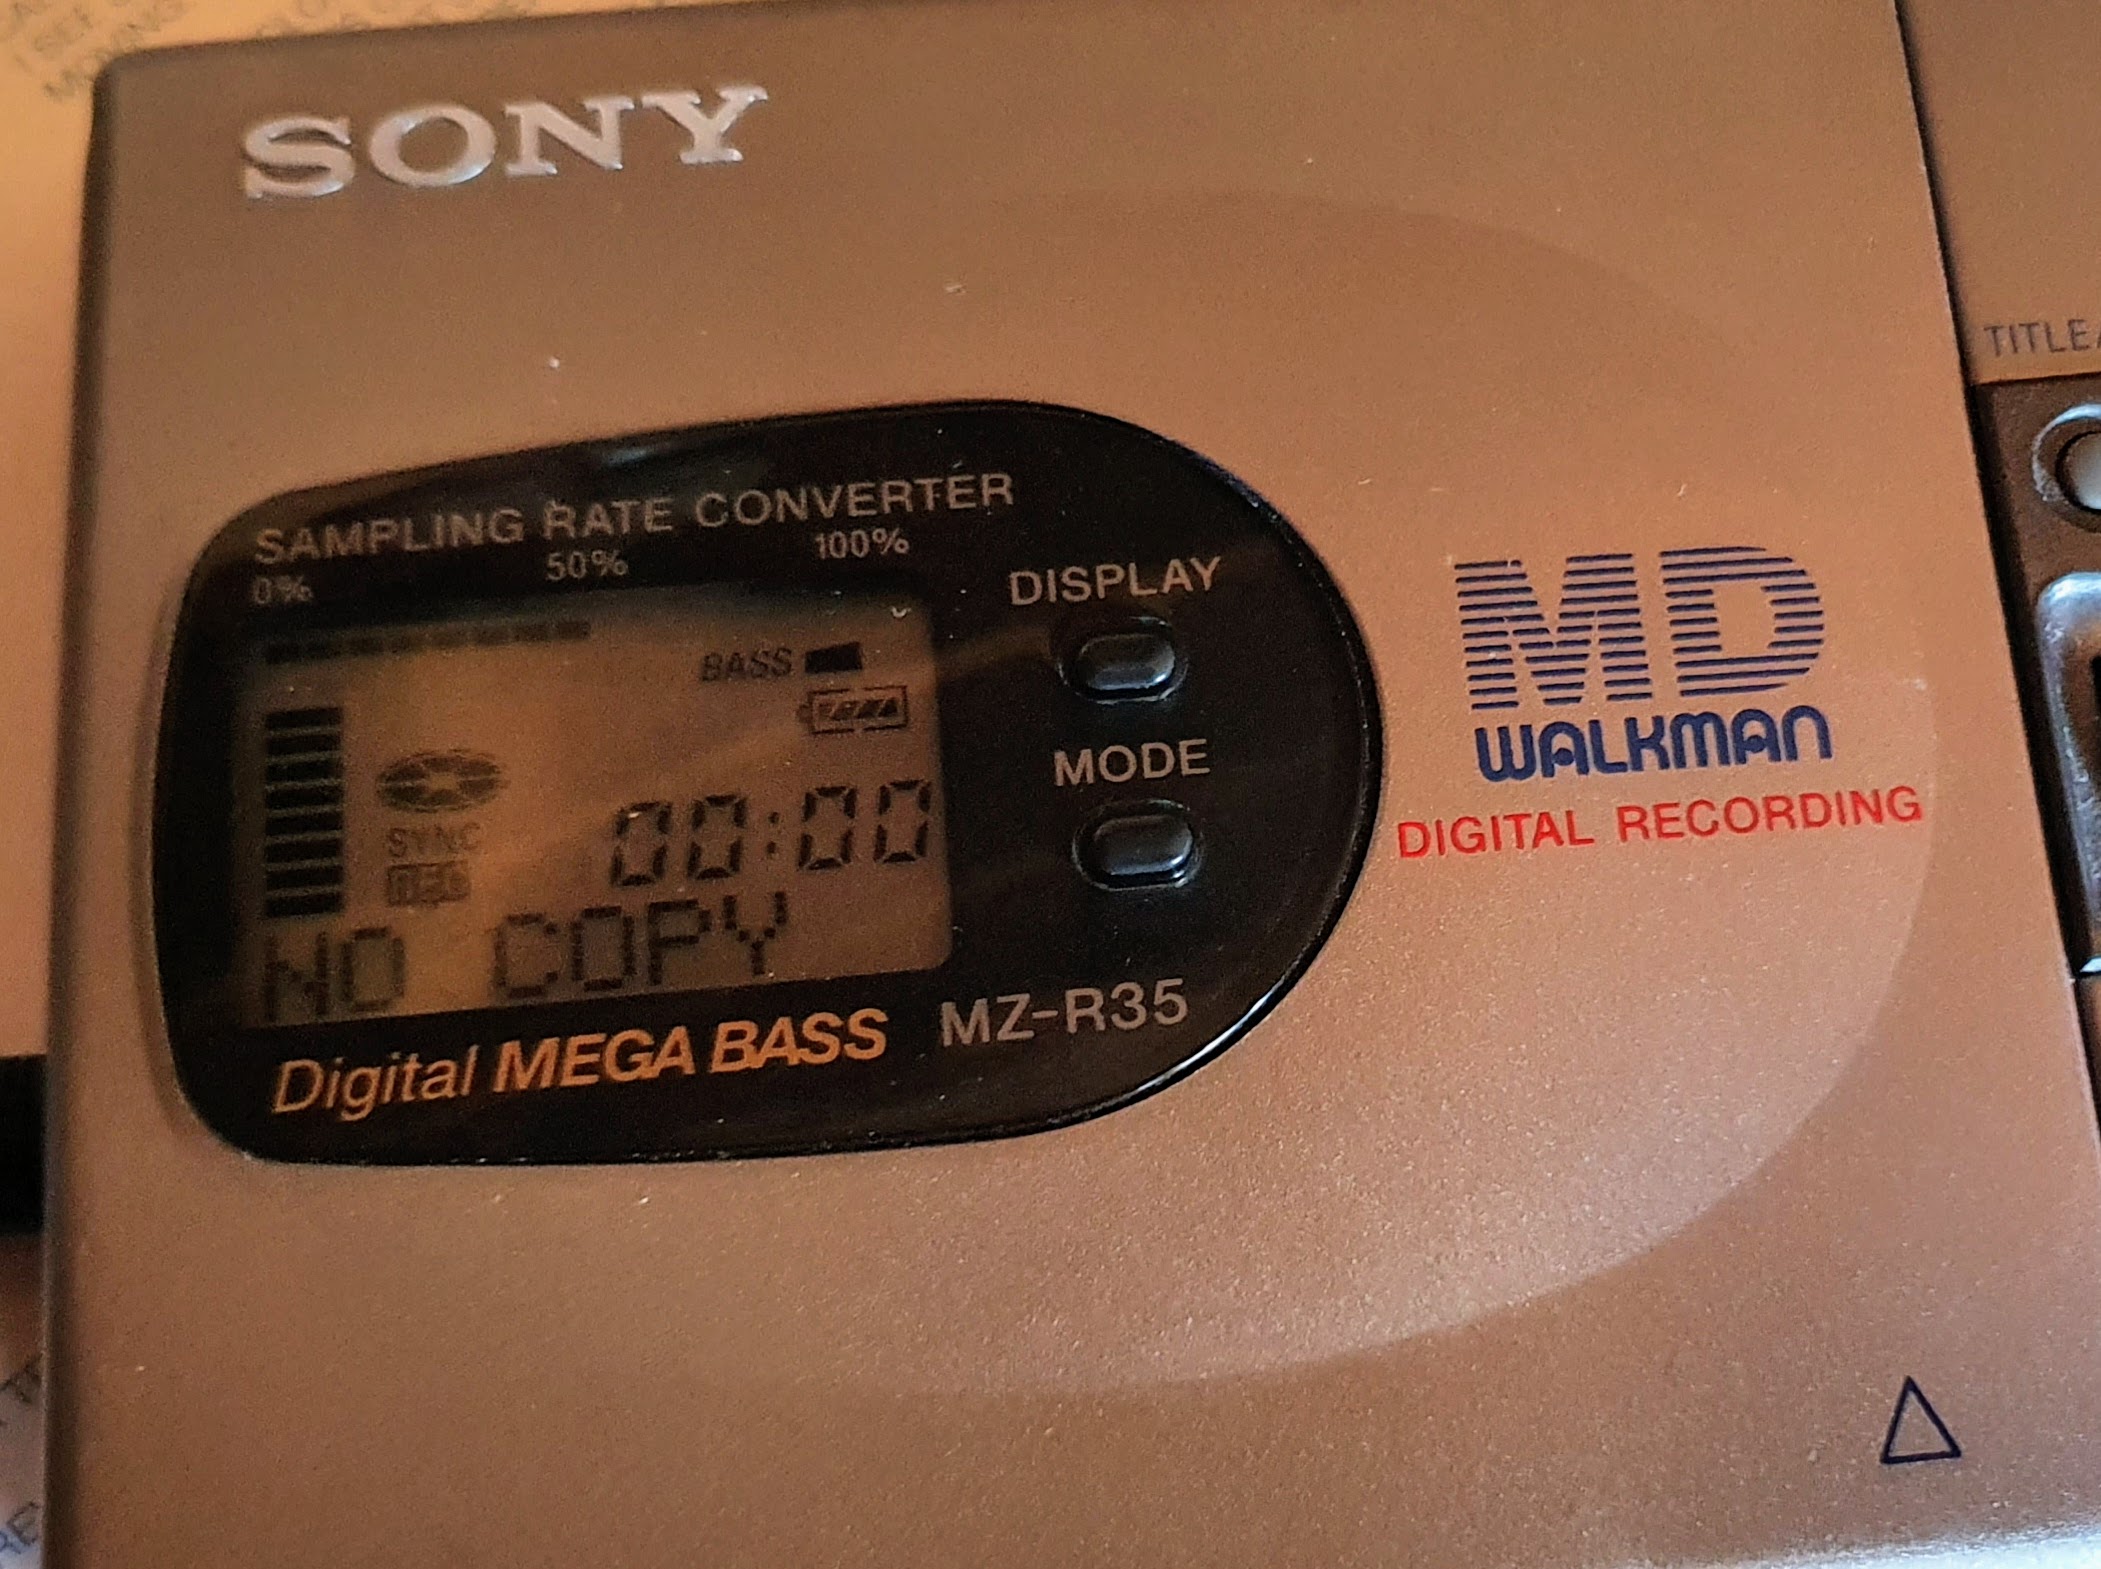 SONY
SAMPLING RATE CONVERTER
0% 50% 100%
DISPLAY
BASS
MODE
SYNC
REC
00:00
NO COPY
Digital MEGA BASS MZ-R35
MD
WALKMAN
DIGITAL RECORDING
TITLE/